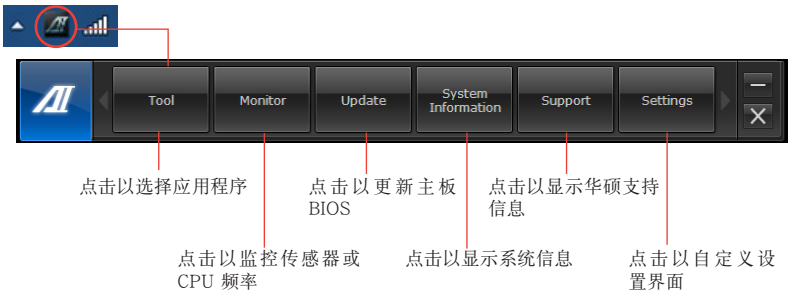 Tool
Monitor
Update
System
Information
Support
Settings
点击以选择应用程序
点击以更新主板
BIOS
点击以显示华硕支持
信息
点击以监控传感器或
CPU 频率
点击以显示系统信息
点击以自定义设
置界面